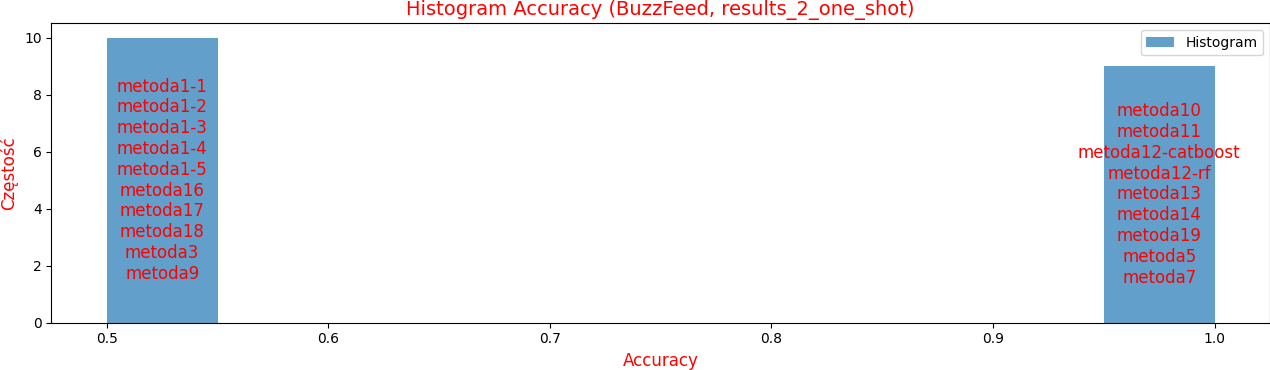 Histogram Accuracy (BuzzFeed, results_2_one_shot)
Histogram
Częstość
10
8
6
4
2
0
metoda1-1
metoda1-2
metoda1-3
metoda1-4
metoda1-5
metoda16
metoda17
metoda18
metoda3
metoda9
metoda10
metoda11
metoda12-catboost
metoda12-rf
metoda13
metoda14
metoda19
metoda5
metoda7
0.5 0.6 0.7 0.8 0.9 1.0
Accuracy